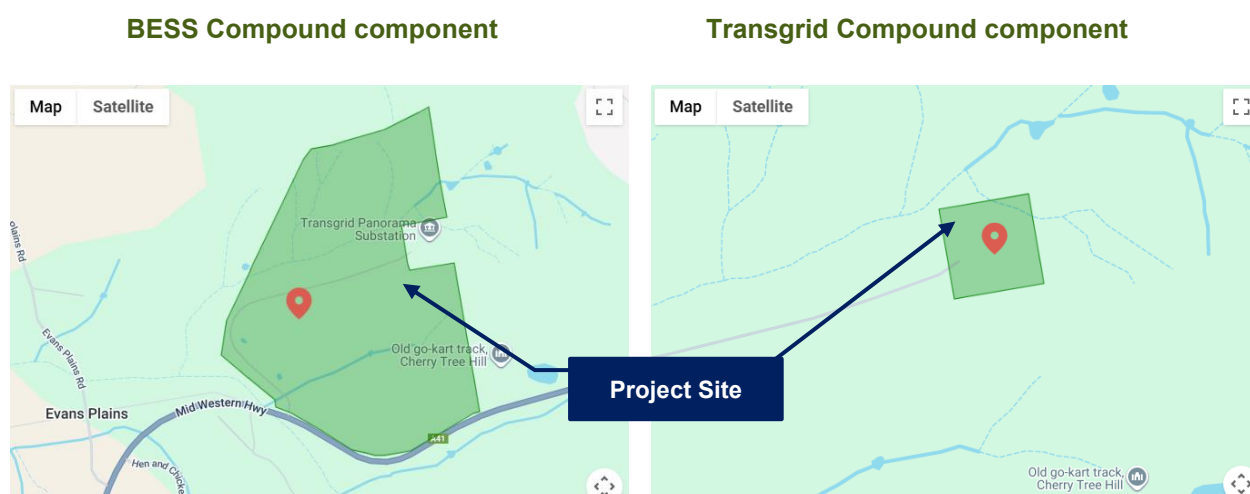 BESS Compound component
Transgrid Compound component
Map Satellite
Map Satellite
Transgrid Panorama
Substation
Evans Plains Rd
Old go-kart track,
Cherry Tree Hill
Project Site
Evans Plains
Mid Western Hwy
A41
Hen and Chicke
Old go-kart track,
Cherry Tree Hill
olains Rd